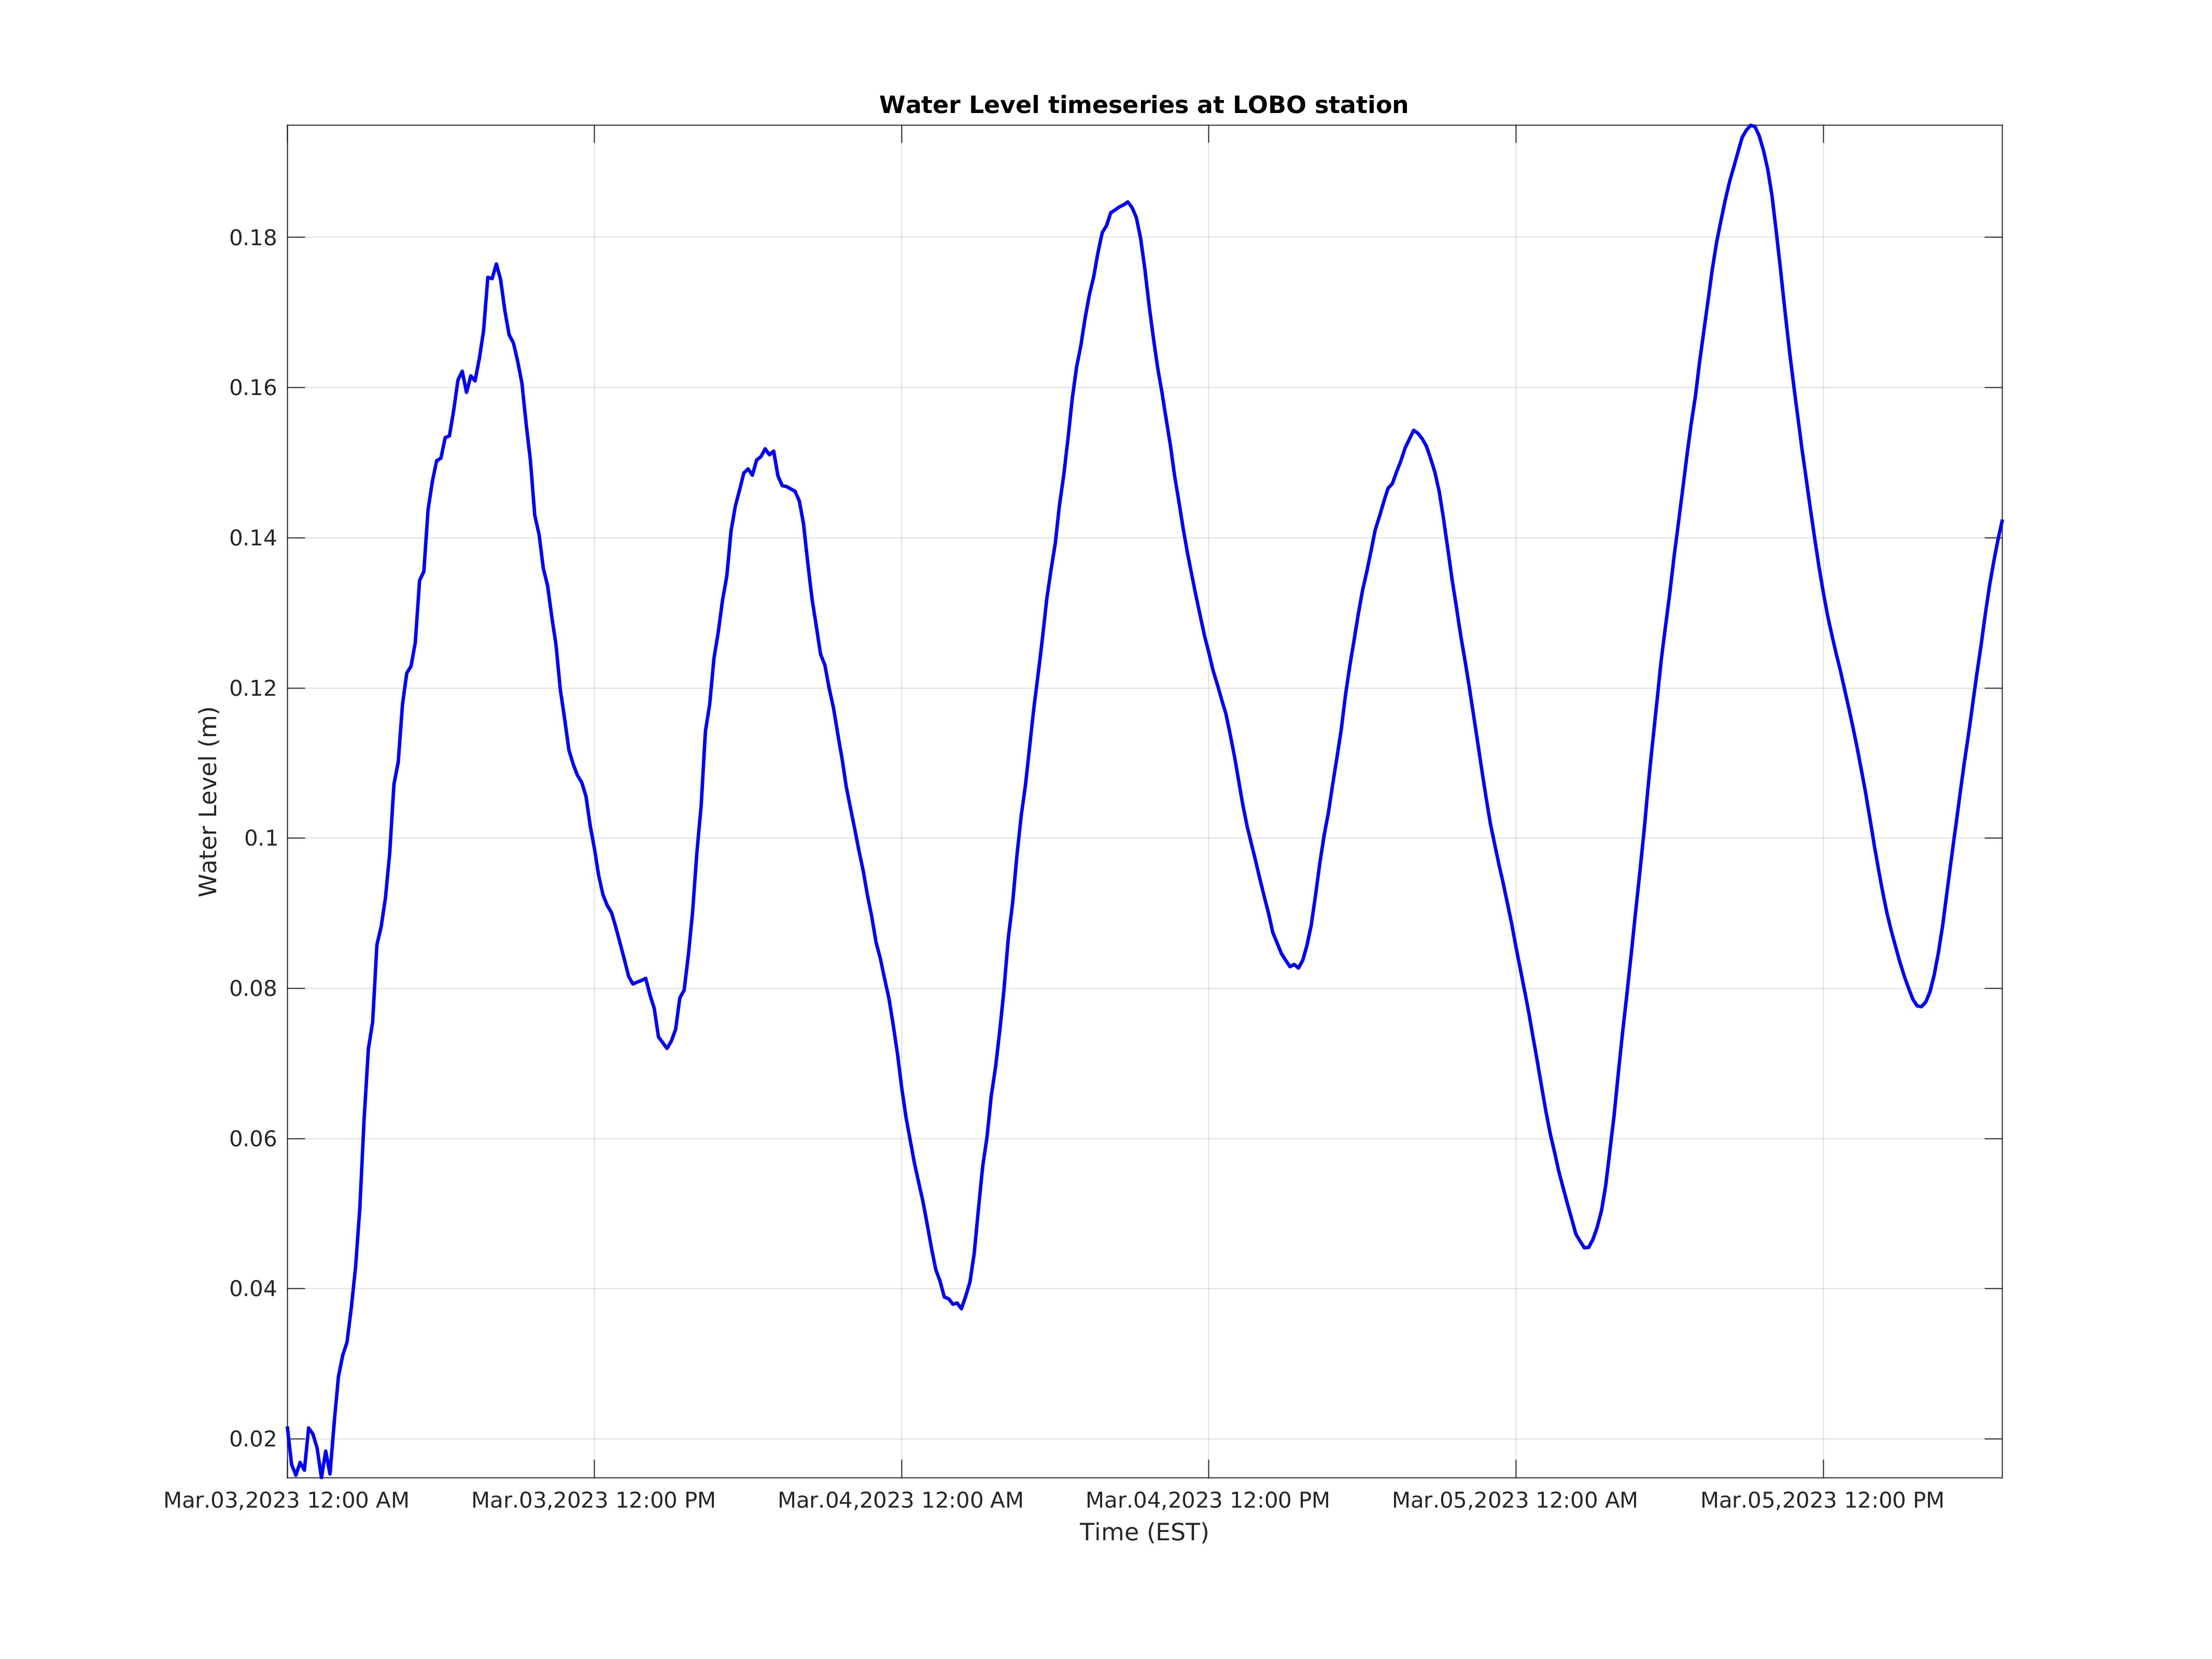 Water Level timeseries at LOBO station
0.18
0.16
0.14
0.12
0.1
0.08
0.06
0.04
0.02
Water Level (m)
Mar.03,2023 12:00 AM
Mar.03,2023 12:00 PM
Mar.04,2023 12:00 AM
Mar.04,2023 12:00 PM
Mar.05,2023 12:00 AM
Mar.05,2023 12:00 PM
Time (EST)